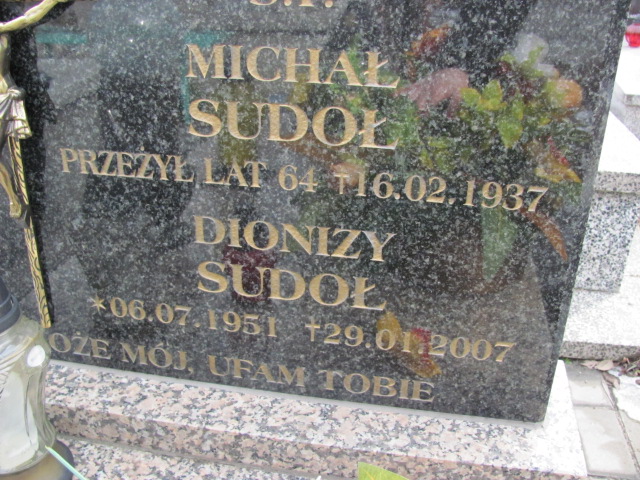 Ś.P.
MICHAŁ
SUDOŁ
PRZEŻYŁ LAT 64 †16.02.1937
DIONIZY
SUDOŁ
*06.07.1951 †29.01.2007
OŻE MÓJ, UFAM TOBIE